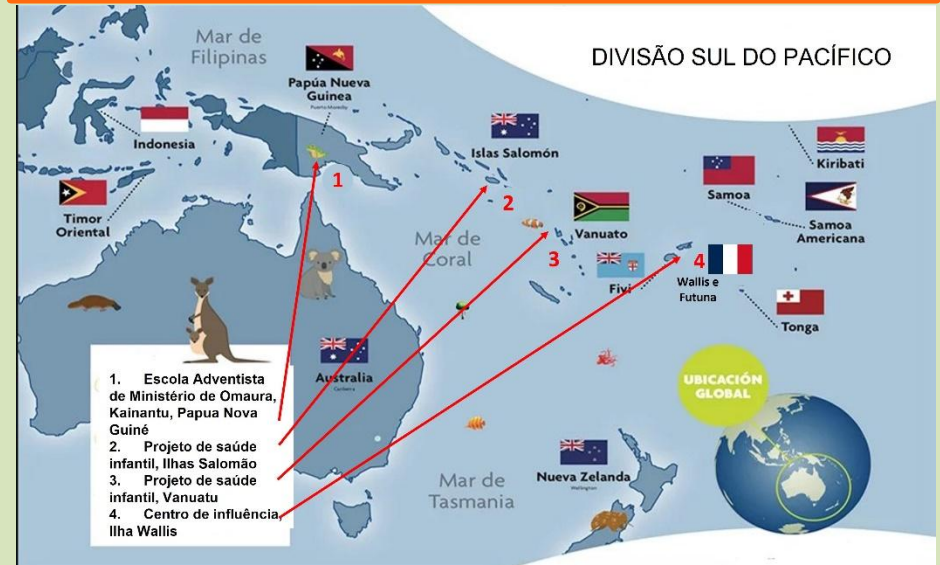 DIVISÃO SUL DO PACÍFICO
Mar de
Filipinas
Papúa Nueva
Guinea
Indonesia
Islas Salomón
Kiribati
Timor
Oriental
1
2
Samoa
Samoa
Americana
Mar de
Coral
Vanuato
3
4
Fiyi
Wallis e
Futuna
Tonga
Australia
Canberra
UBICACIÓN
GLOBAL
Mar de
Tasmania
Nueva Zelanda
Wellington
1. Escola Adventista
de Ministério de Omaura,
Kainantu, Papua Nova
Guiné
2. Projeto de saúde
infantil, Ilhas Salomão
3. Projeto de saúde
infantil, Vanuatu
4. Centro de influência,
Ilha Wallis